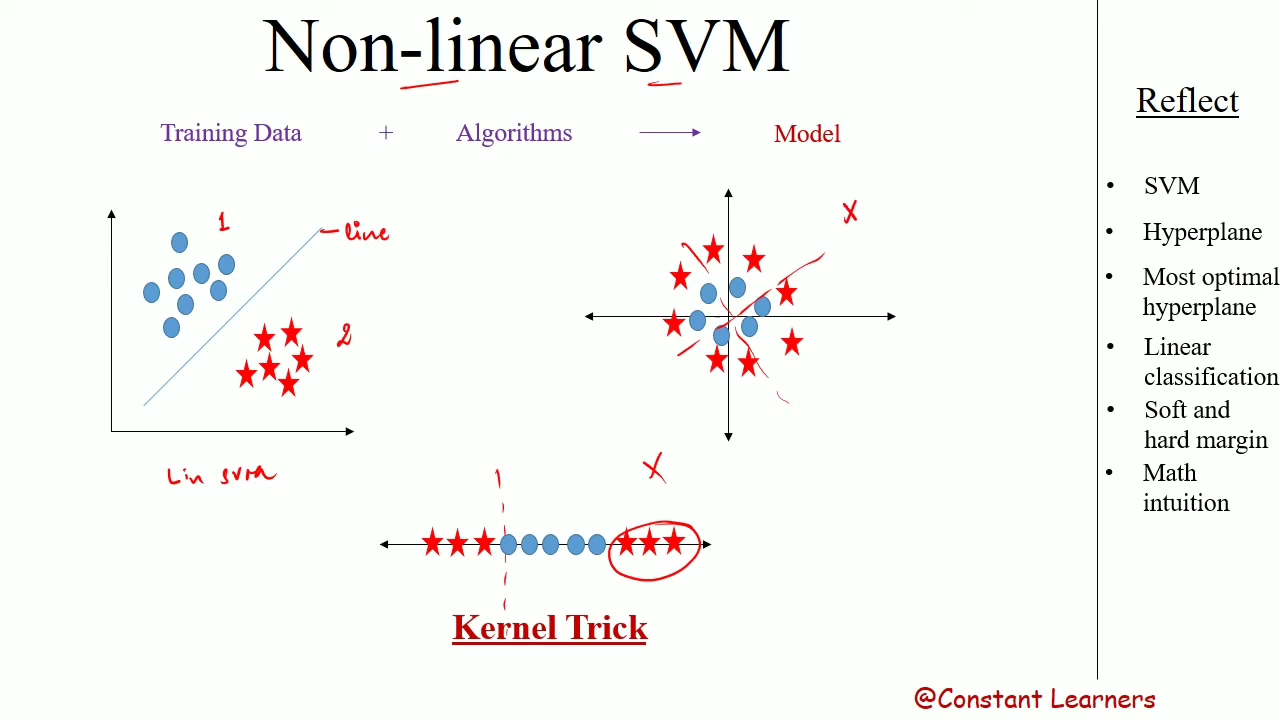 Non-linear SVM
Training Data + Algorithms Model
1
line
2
Lin SVM
X
X
Kernel Trick
Reflect
• SVM
• Hyperplane
• Most optimal
hyperplane
• Linear
classification
• Soft and
hard margin
• Math
intuition
@Constant Learners